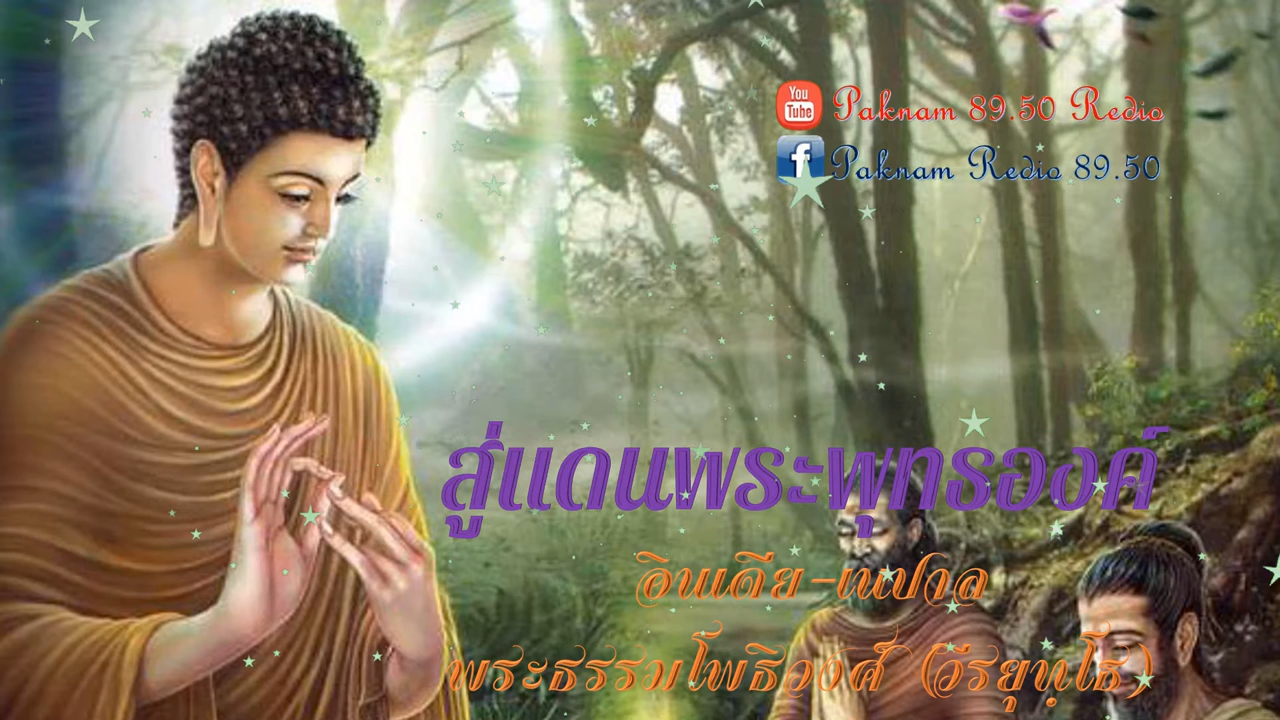 You Tube
Paknam 89.50 Redio
f
Paknam Redio 89.50
สู่แดนพระพุทธองค์
อินเดีย-เนปาล
พระธรรมโพธิวงศ์ (วีรยุทฺโธ)